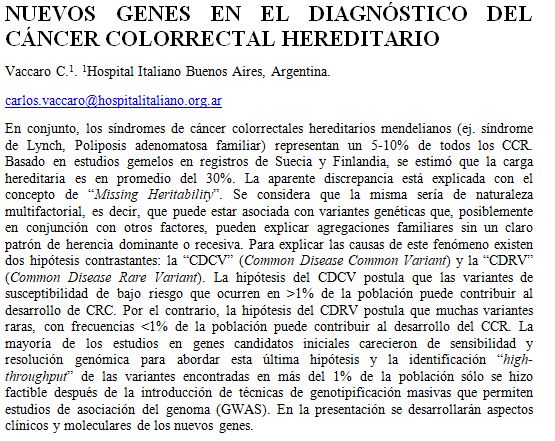 NUEVOS GENES EN EL DIAGNÓSTICO DEL
CÁNCER COLORRECTAL HEREDITARIO
Vaccaro C.¹. ¹Hospital Italiano Buenos Aires, Argentina.
carlos.vaccaro@hospitalitaliano.org.ar
En conjunto, los síndromes de cáncer colorrectales hereditarios mendelianos (ej. síndrome
de Lynch, Poliposis adenomatosa familiar) representan un 5-10% de todos los CCR.
Basado en estudios gemelos en registros de Suecia y Finlandia, se estimó que la carga
hereditaria es en promedio del 30%. La aparente discrepancia está explicada con el
concepto de “Missing Heritability”. Se considera que la misma sería de naturaleza
multifactorial, es decir, que puede estar asociada con variantes genéticas que, posiblemente
en conjunción con otros factores, pueden explicar agregaciones familiares sin un claro
patrón de herencia dominante o recesiva. Para explicar las causas de este fenómeno existen
dos hipótesis contrastantes: la “CDCV” (Common Disease Common Variant) y la “CDRV”
(Common Disease Rare Variant). La hipótesis del CDCV postula que las variantes de
susceptibilidad de bajo riesgo que ocurren en >1% de la población puede contribuir al
desarrollo de CRC. Por el contrario, la hipótesis del CDRV postula que muchas variantes
raras, con frecuencias <1% de la población puede contribuir al desarrollo del CCR. La
mayoría de los estudios en genes candidatos iniciales carecieron de sensibilidad y
resolución genómica para abordar esta última hipótesis y la identificación “high-
throughput” de las variantes encontradas en más del 1% de la población sólo se hizo
factible después de la introducción de técnicas de genotipificación masivas que permiten
estudios de asociación del genoma (GWAS). En la presentación se desarrollarán aspectos
clínicos y moleculares de los nuevos genes.